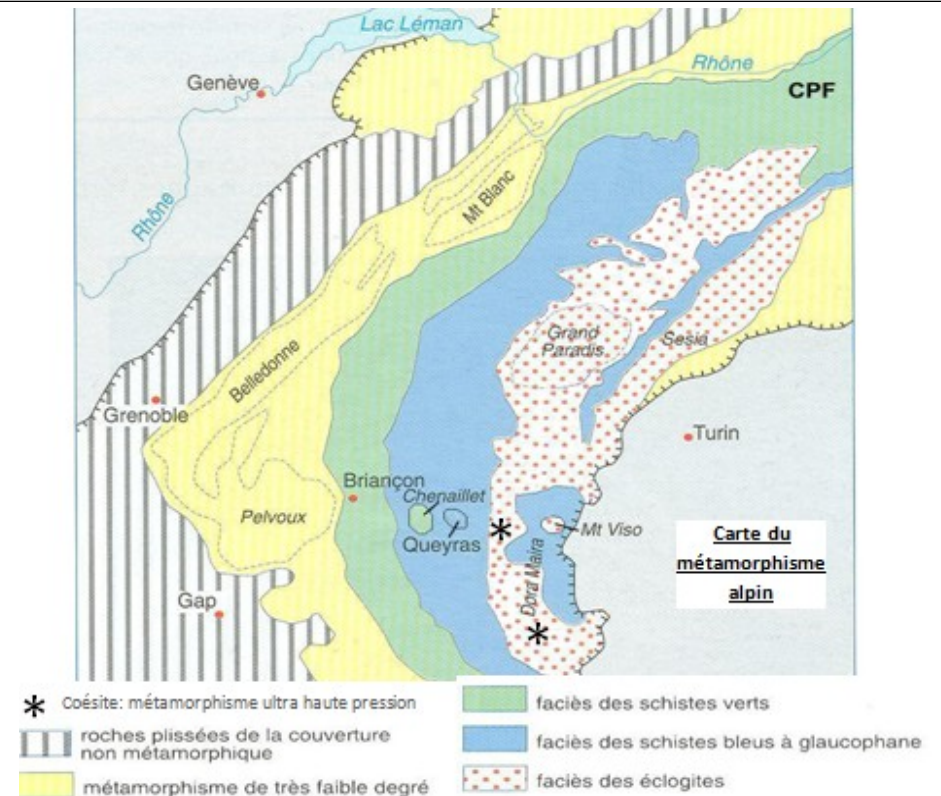 Lac Léman
Genève
Rhône
CPF
Rhône
Mt Blanc
Belledonne
Grand
Paradis
Sesia
Grenoble
Turin
Briançon
Chenaillet
Pelvoux
Queyras
Mt Viso
Dora Maira
Gap
Carte du
métamorphisme
alpin
Coésite: métamorphisme ultra haute pression
roches plissées de la couverture
non métamorphique
métamorphisme de très faible degré
faciès des schistes verts
faciès des schistes bleus à glaucophane
faciès des éclogites